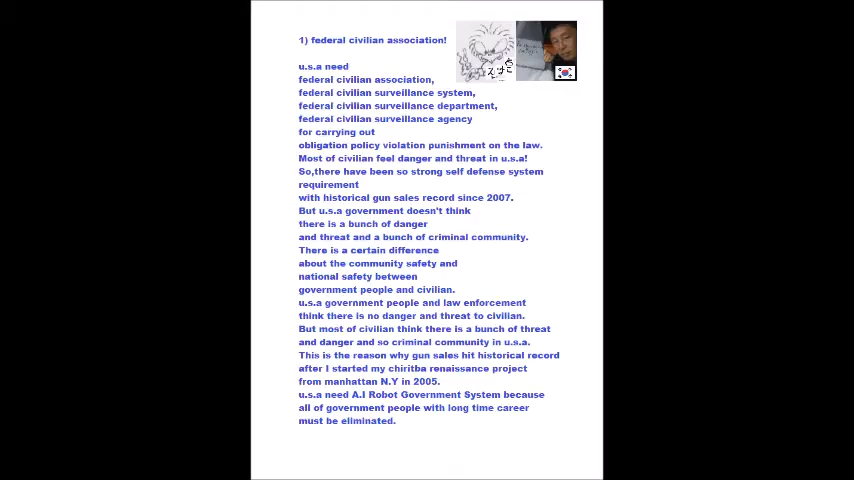 1) federal civilian association!
u.s.a need
federal civilian association,
federal civilian surveillance system,
federal civilian surveillance department,
federal civilian surveillance agency
for carrying out
obligation policy violation punishment on the law.
Most of civilian feel danger and threat in u.s.a!
So,there have been so strong self defense system
requirement
with historical gun sales record since 2007.
But u.s.a government doesn't think
there is a bunch of danger
and threat and a bunch of criminal community.
There is a certain difference
about the community safety and
national safety between
government people and civilian.
u.s.a government people and law enforcement
think there is no danger and threat to civilian.
But most of civilian think there is a bunch of threat
and danger and so criminal community in u.s.a.
This is the reason why gun sales hit historical record
after I started my chiritba renaissance project
from manhattan N.Y in 2005.
u.s.a need A.I Robot Government System because
all of government people with long time career
must be eliminated.